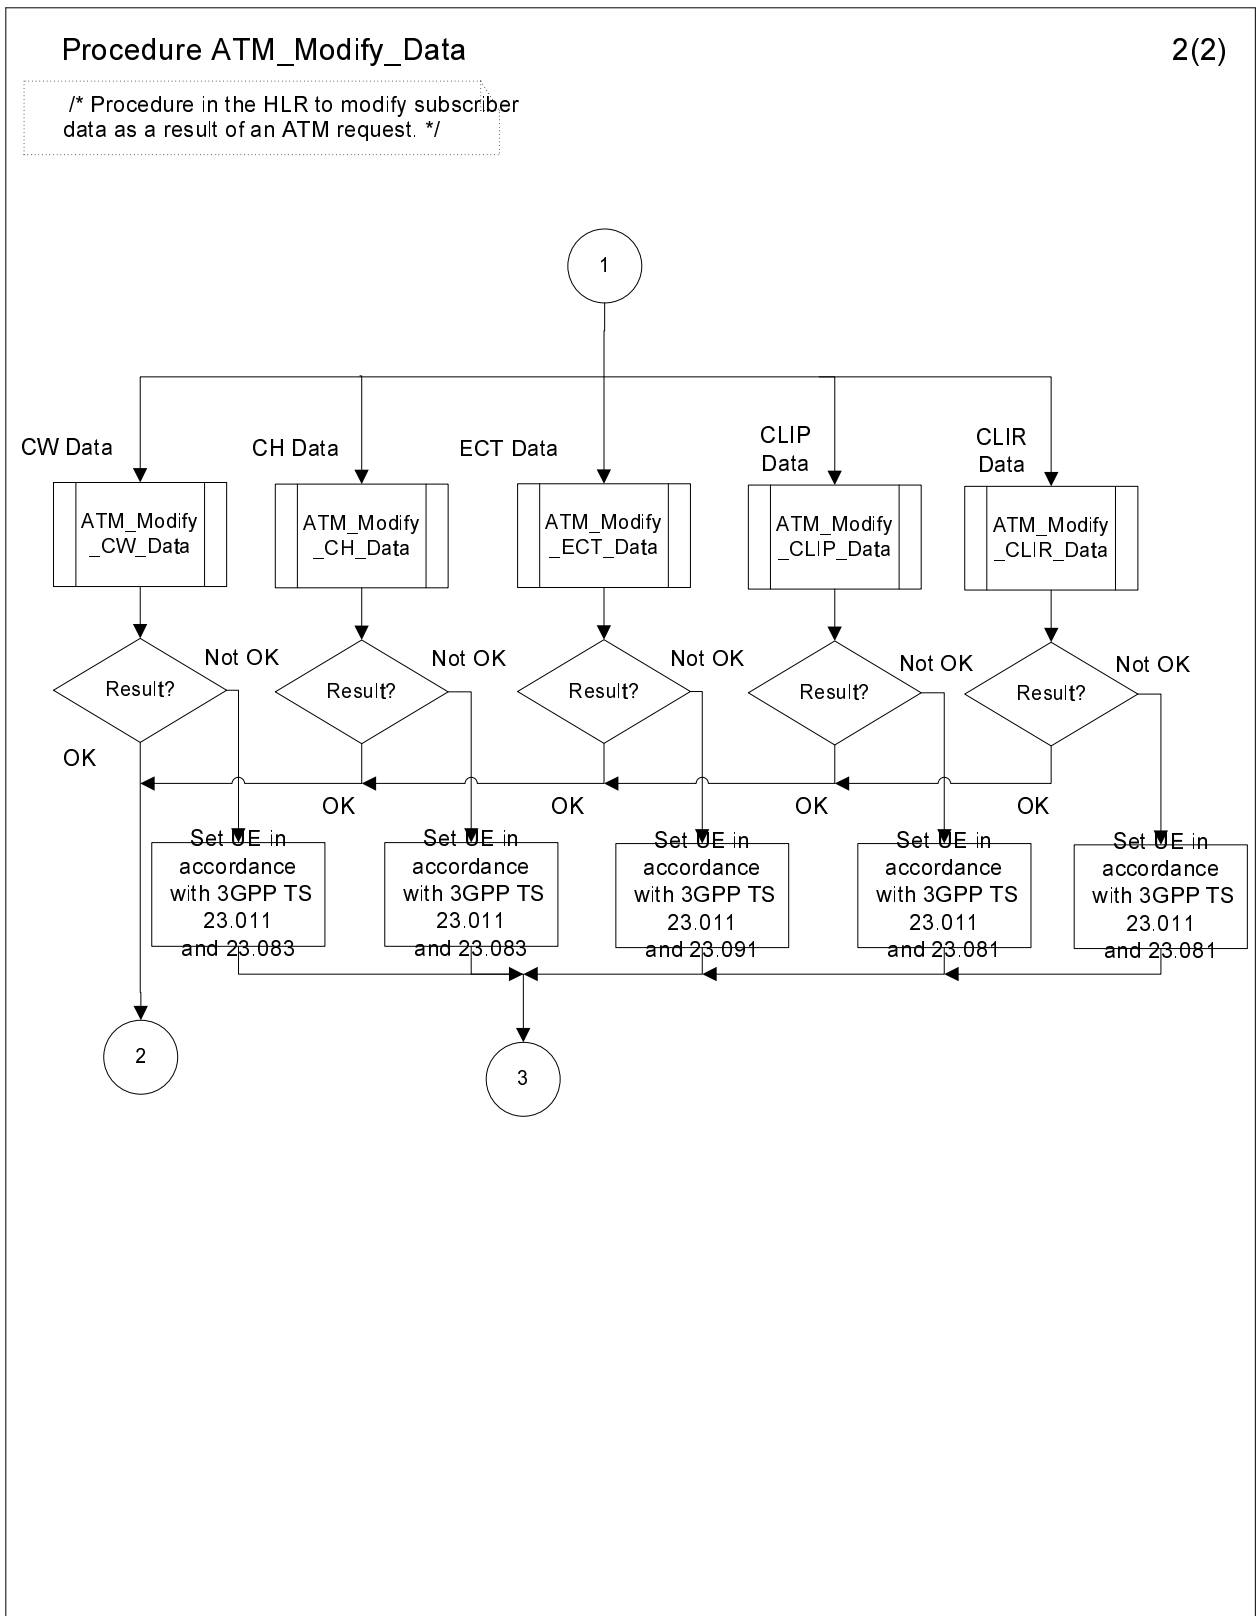 Procedure ATM_Modify_Data
2(2)
/* Procedure in the HLR to modify subscriber
data as a result of an ATM request. */
1
CW Data
CH Data
ECT Data
CLIP
Data
CLIR
Data
ATM_Modify
_CW_Data
ATM_Modify
_CH_Data
ATM_Modify
_ECT_Data
ATM_Modify
_CLIP_Data
ATM_Modify
_CLIR_Data
Result?
Not OK
Result?
Not OK
Result?
Not OK
Result?
Not OK
Result?
Not OK
OK
OK
OK
OK
OK
Set UE in
accordance
with 3GPP TS
23.011
and 23.083
Set UE in
accordance
with 3GPP TS
23.011
and 23.083
Set UE in
accordance
with 3GPP TS
23.011
and 23.091
Set UE in
accordance
with 3GPP TS
23.011
and 23.081
Set UE in
accordance
with 3GPP TS
23.011
and 23.081
2
3